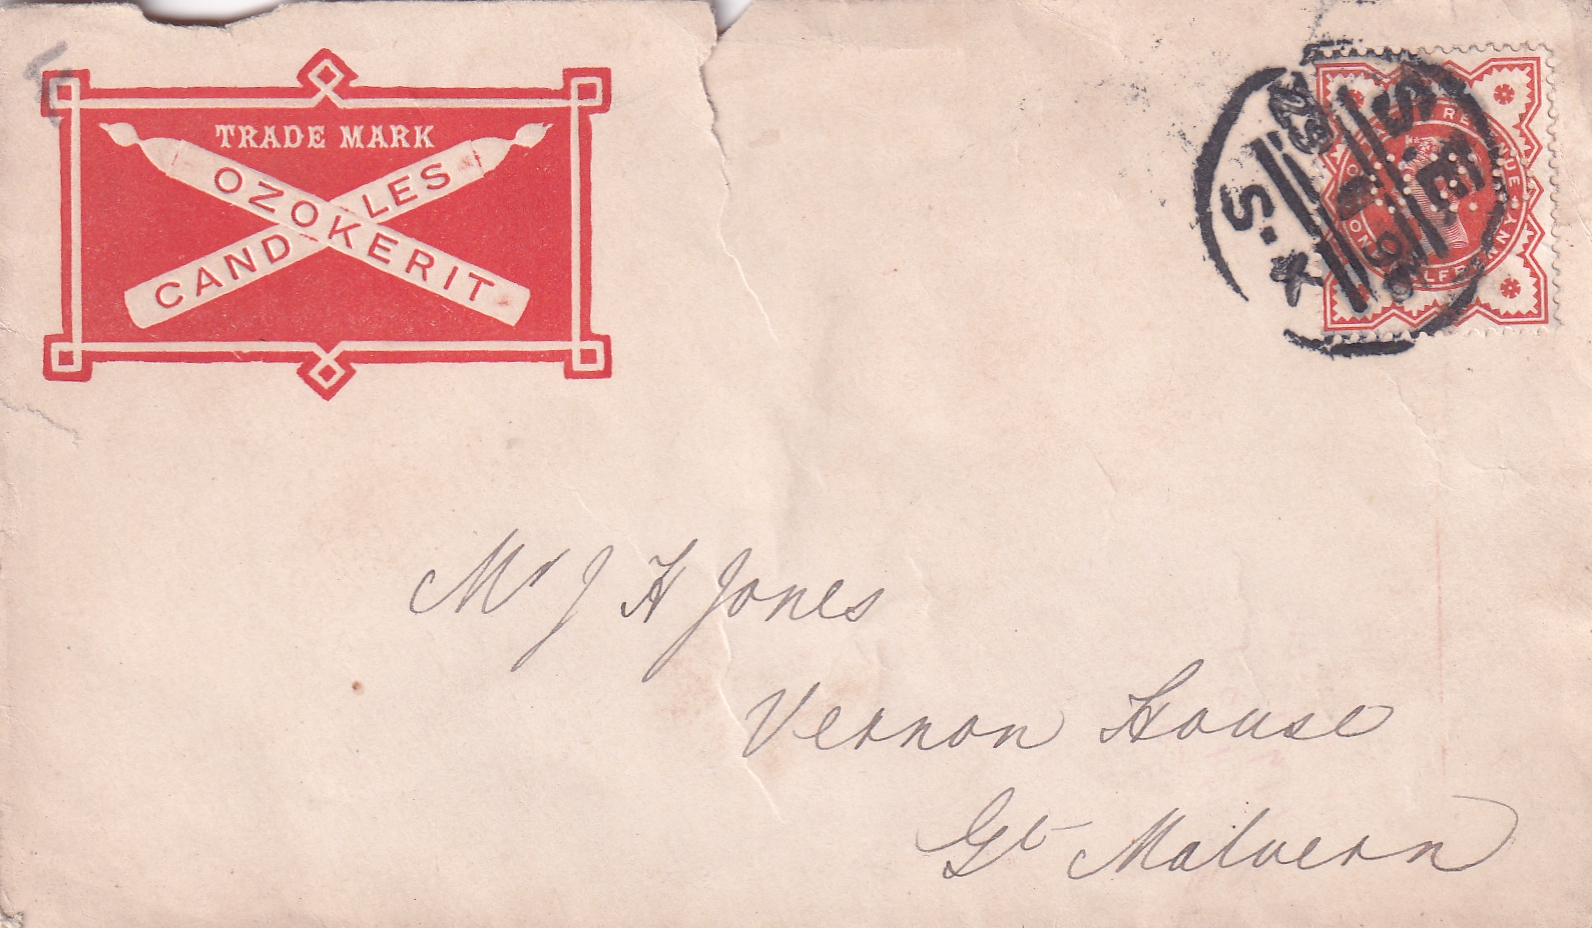 TRADE MARK
OZOKERIT
CANDLES
S.E.
S.K
Mr J H Jones
Vernon House
Gt Malvern